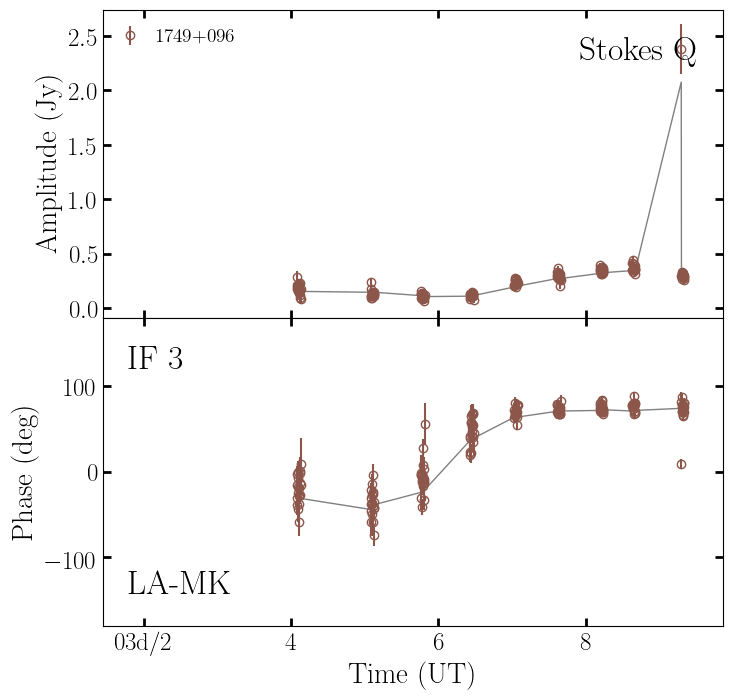 1749+096
Stokes Q
Amplitude (Jy)
2.5
2.0
1.5
1.0
0.5
0.0
IF 3
Phase (deg)
100
0
−100
LA-MK
03d/2 4 6 8
Time (UT)